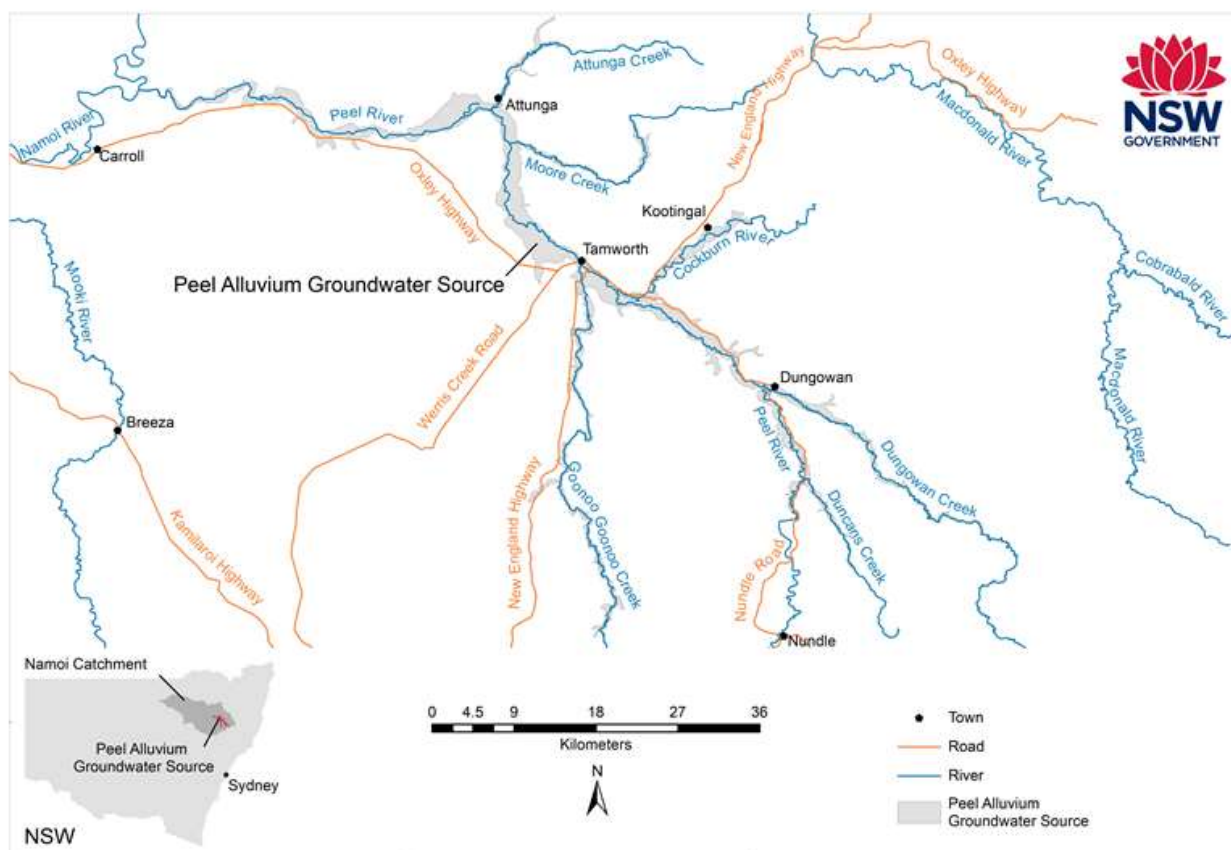 Attunga Creek
New England Highway
Oxley Highway
NSW
GOVERNMENT
Macdonald River
Peel River
Attunga
Namoi River
Carroll
Moore Creek
Oxley Highway
Kootingal
Cockburn River
Tamworth
Peel Alluvium Groundwater Source
Cobrabald River
Mooki River
Macdonald River
Werris Creek Road
Dungowan
Breeza
Peel River
Dungowan Creek
New England Highway
Goonoo Goonoo Creek
Duncans Creek
Kamilaroi Highway
Nundle Road
Nundle
Namoi Catchment
Peel Alluvium
Groundwater Source
Sydney
NSW
0 4.5 9 18 27 36
Kilometers
N
Town
Road
River
Peel Alluvium
Groundwater Source